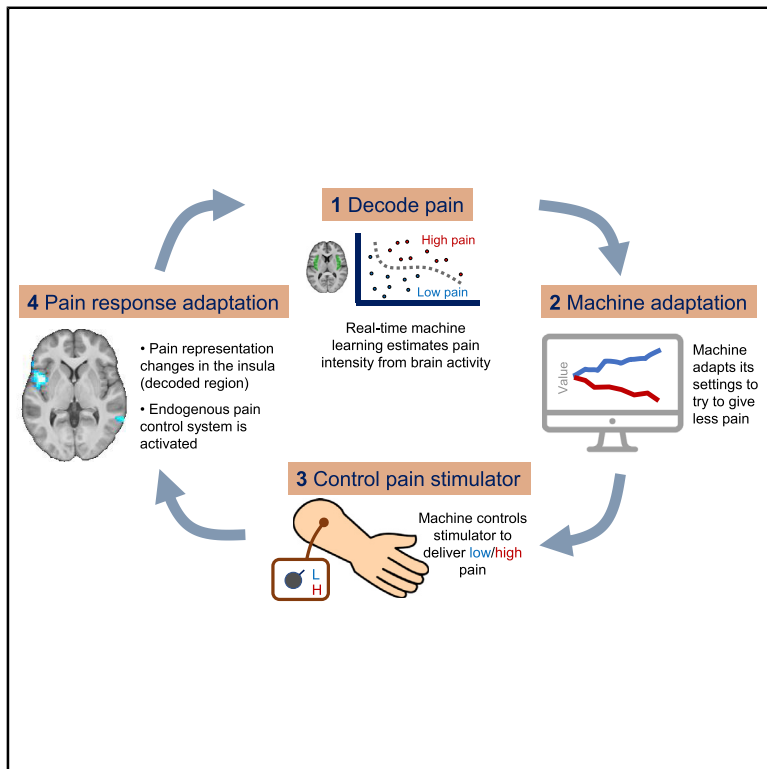 1 Decode pain
High pain
Low pain
Real-time machine
learning estimates pain
intensity from brain activity
2 Machine adaptation
Value
Machine
adapts its
settings to
try to give
less pain
3 Control pain stimulator
Machine controls
stimulator to
deliver low/high
pain
L
H
4 Pain response adaptation
• Pain representation
changes in the insula
(decoded region)
• Endogenous pain
control system is
activated